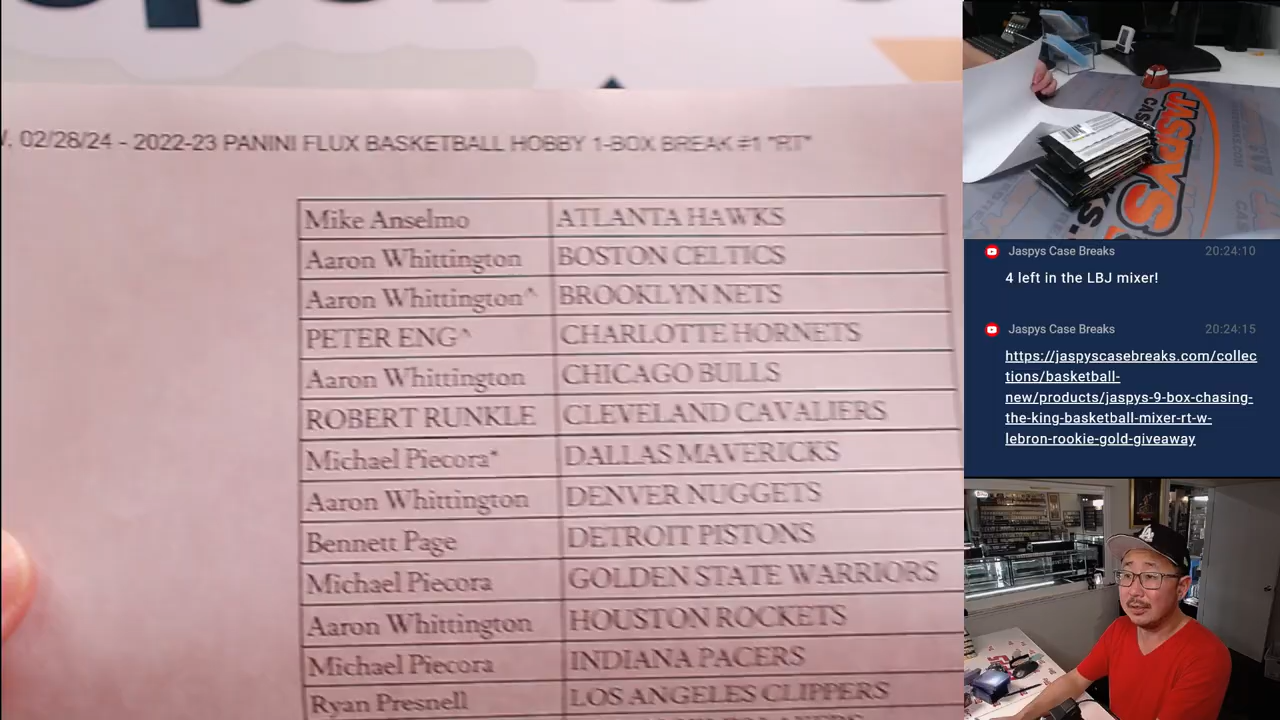 02/28/24 - 2022-23 PANINI FLUX BASKETBALL HOBBY 1-BOX BREAK #1 "RT"
Mike Anselmo ATLANTA HAWKS
Aaron Whittington BOSTON CELTICS
Aaron Whittington^ BROOKLYN NETS
PETER ENG^ CHARLOTTE HORNETS
Aaron Whittington CHICAGO BULLS
ROBERT RUNKLE CLEVELAND CAVALIERS
Michael Piecora* DALLAS MAVERICKS
Aaron Whittington DENVER NUGGETS
Bennett Page DETROIT PISTONS
Michael Piecora GOLDEN STATE WARRIORS
Aaron Whittington HOUSTON ROCKETS
Michael Piecora INDIANA PACERS
Ryan Presnell LOS ANGELES CLIPPERS
JASPYS
Jaspys Case Breaks 20:24:10
4 left in the LBJ mixer!
Jaspys Case Breaks 20:24:15
https://jaspyscasebreaks.com/collec
tions/basketball-
new/products/jaspys-9-box-chasing-
the-king-basketball-mixer-rt-w-
lebron-rookie-gold-giveaway